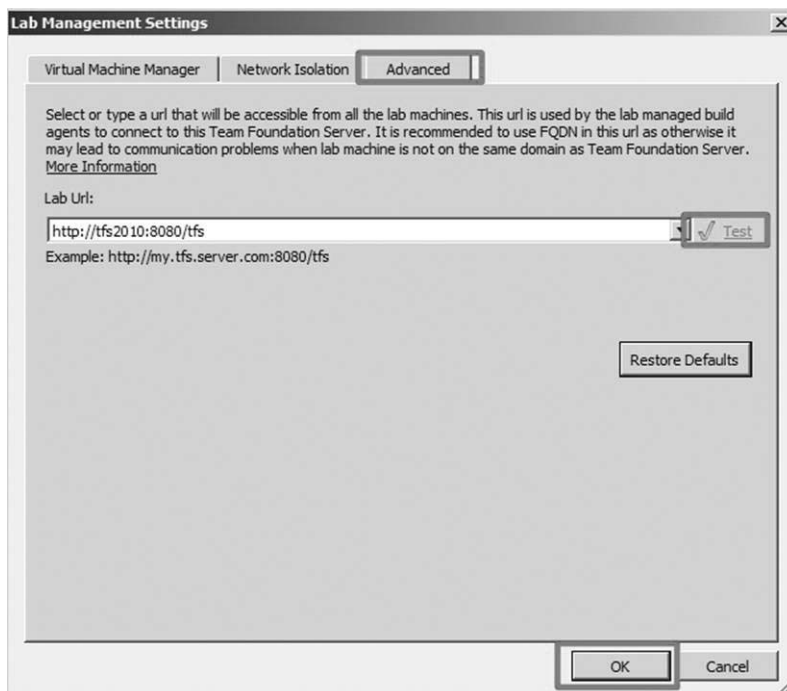 Lab Management Settings
Virtual Machine Manager
Network Isolation
Advanced
Select or type a url that will be accessible from all the lab machines. This url is used by the lab managed build
agents to connect to this Team Foundation Server. It is recommended to use FQDN in this url as otherwise it
may lead to communication problems when lab machine is not on the same domain as Team Foundation Server.
More Information
Lab Url:
http://tfs2010:8080/tfs
Test
Example: http://my.tfs.server.com:8080/tfs
Restore Defaults
OK
Cancel